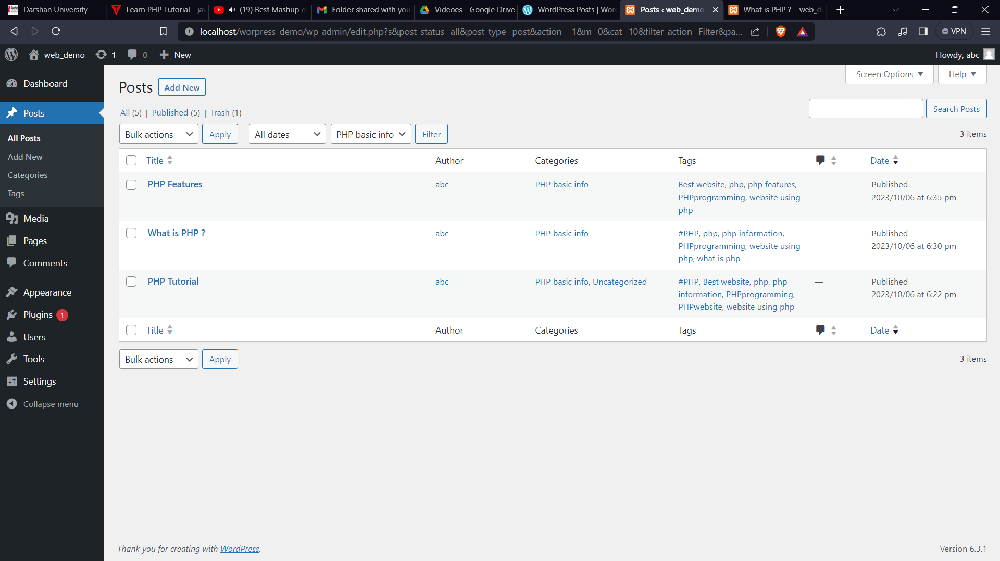 Darshan University
Learn PHP Tutorial - ja
(19) Best Mashup o
Folder shared with you
Videoes - Google Drive
WordPress Posts | Wor
Posts ‹ web_demo
What is PHP ? – web_d
localhost/worpress_demo/wp-admin/edit.php?s&post_status=all&post_type=post&action=-1&m=0&cat=10&filter_action=Filter&pa...
VPN
web_demo 1 0 New
Howdy, abc
Dashboard
Posts
All Posts
Add New
Categories
Tags
Media
Pages
Comments
Appearance
Plugins 1
Users
Tools
Settings
Collapse menu
Screen Options
Help
Posts Add New
All (5) | Published (5) | Trash (1)
Search Posts
Bulk actions Apply All dates PHP basic info Filter
3 items
Title Author Categories Tags Date
PHP Features abc PHP basic info Best website, php, php features, — Published
PHPprogramming, website using 2023/10/06 at 6:35 pm
php
What is PHP ? abc PHP basic info #PHP, php, php information, — Published
PHPprogramming, website using 2023/10/06 at 6:30 pm
php, what is php
PHP Tutorial abc PHP basic info, Uncategorized #PHP, Best website, php, php — Published
information, PHPprogramming, 2023/10/06 at 6:22 pm
PHPwebsite, website using php
Title Author Categories Tags Date
Bulk actions Apply
3 items
Thank you for creating with WordPress.
Version 6.3.1